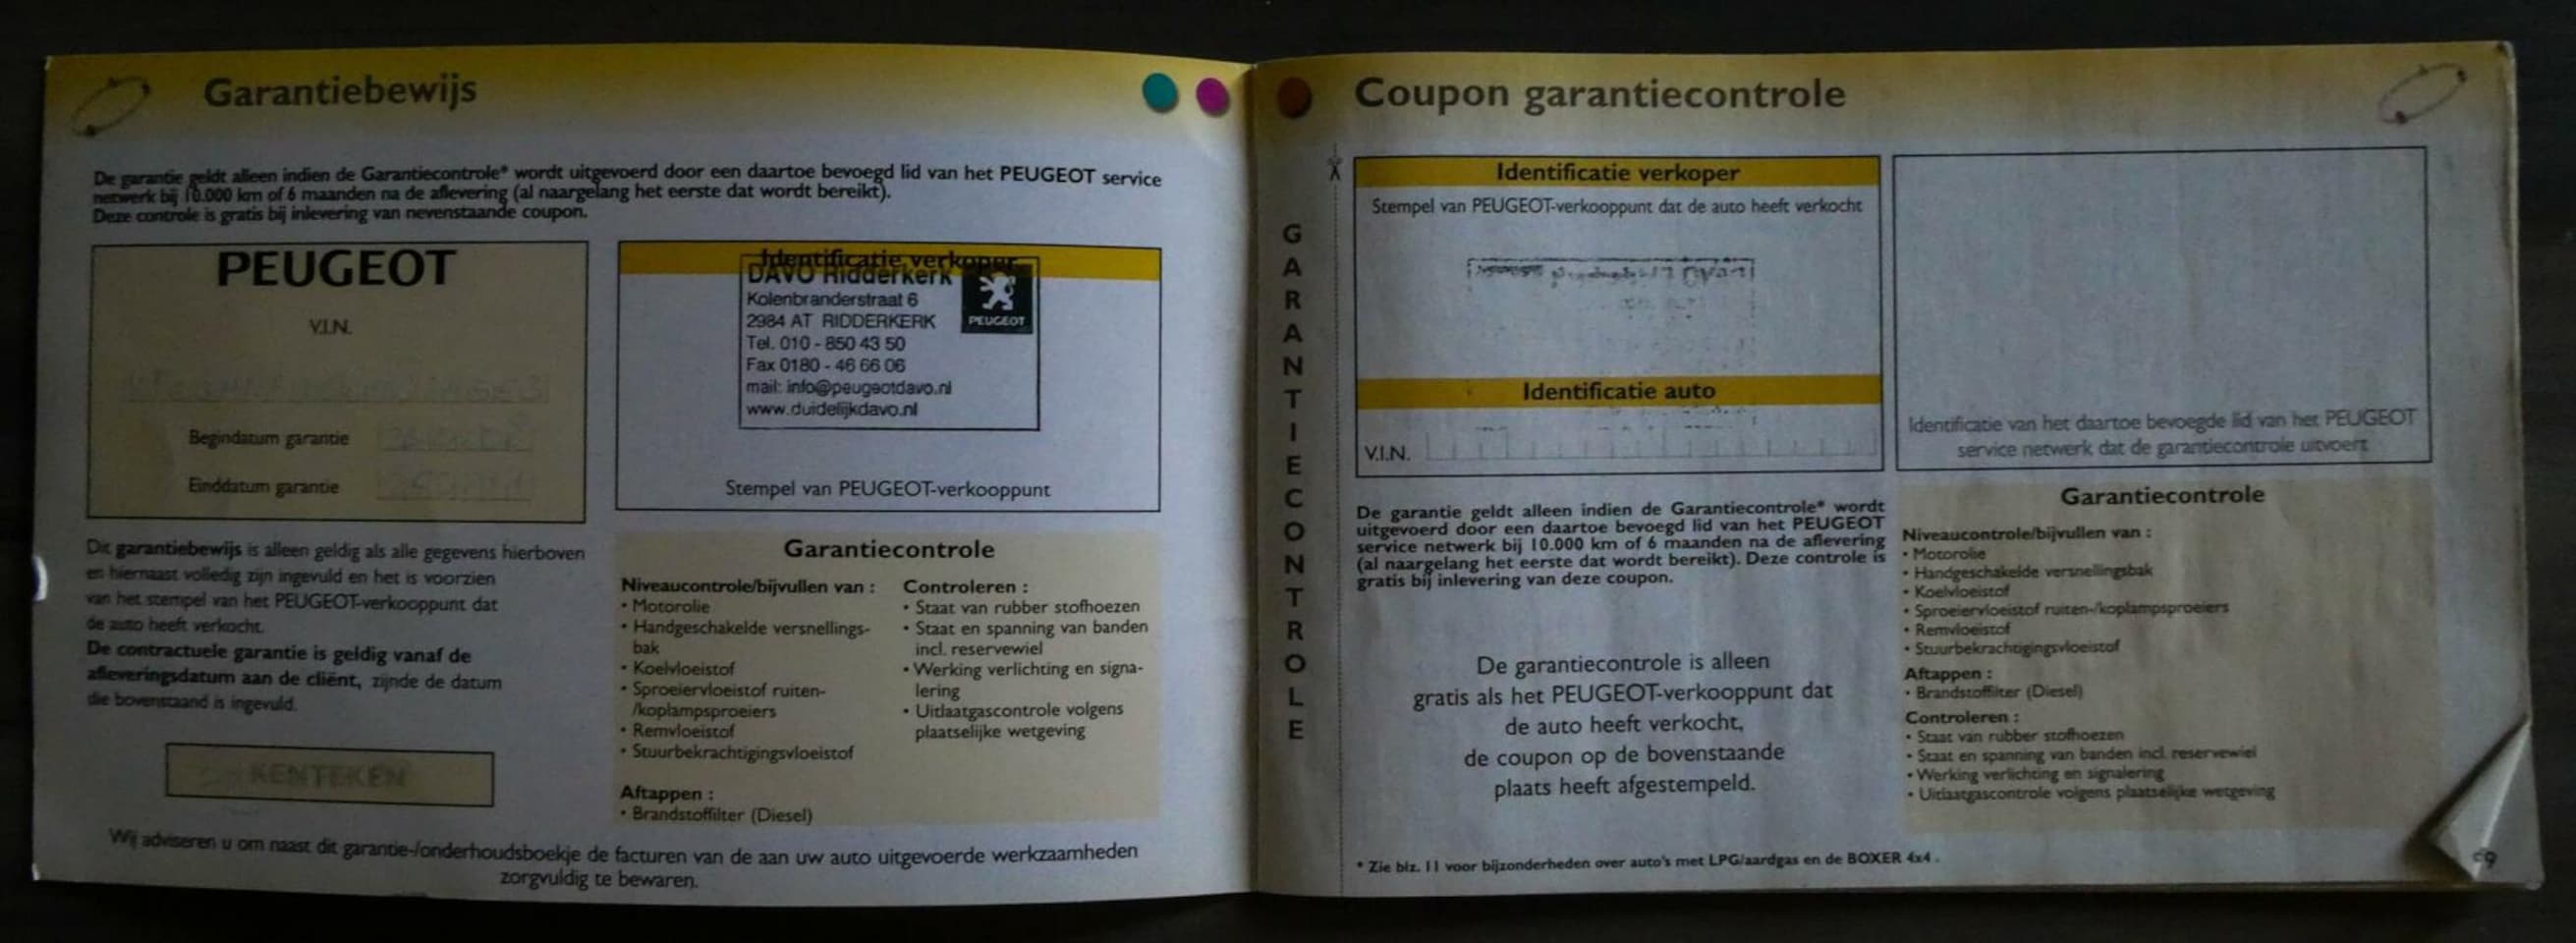 Garantiebewijs
De garantie geldt alleen indien de Garantiecontrole* wordt uitgevoerd door een daartoe bevoegd lid van het PEUGEOT service
netwerk bij 10.000 km of 6 maanden na de aflevering (al naargelang het eerste dat wordt bereikt).
Deze controle is gratis bij inlevering van nevenstaande coupon.
PEUGEOT
V.I.N.
Begindatum garantie
Einddatum garantie
Identificatie verkoper
DAVO Ridderkerk
Kolenbranderstraat 6
2984 AT RIDDERKERK
Tel. 010 - 850 43 50
Fax 0180 - 46 66 06
mail: info@peugeotdavo.nl
www.duidelijkdavo.nl
PEUGEOT
Stempel van PEUGEOT-verkooppunt
Dit garantiebewijs is alleen geldig als alle gegevens hierboven
en hiernaast volledig zijn ingevuld en het is voorzien
van het stempel van het PEUGEOT-verkooppunt dat
de auto heeft verkocht.
De contractuele garantie is geldig vanaf de
afleveringsdatum aan de cliënt, zijnde de datum
die bovenstaand is ingevuld.
KENTEKEN
Garantiecontrole
Niveaucontrole/bijvullen van :
• Motorolie
• Handgeschakelde versnellings-
bak
• Koelvloeistof
• Sproeiervloeistof ruiten-
/koplampsproeiers
• Remvloeistof
• Stuurbekrachtigingsvloeistof
Aftappen :
• Brandstoffilter (Diesel)
Controleren :
• Staat van rubber stofhoezen
• Staat en spanning van banden
incl. reservewiel
• Werking verlichting en signa-
lering
• Uitlaatgascontrole volgens
plaatselijke wetgeving
Wij adviseren u om naast dit garantie-/onderhoudsboekje de facturen van de aan uw auto uitgevoerde werkzaamheden
zorgvuldig te bewaren.
GARANTIECONTROLE
Coupon garantiecontrole
Identificatie verkoper
Stempel van PEUGEOT-verkooppunt dat de auto heeft verkocht
Identificatie auto
V.I.N.
De garantie geldt alleen indien de Garantiecontrole* wordt
uitgevoerd door een daartoe bevoegd lid van het PEUGEOT
service netwerk bij 10.000 km of 6 maanden na de aflevering
(al naargelang het eerste dat wordt bereikt). Deze controle is
gratis bij inlevering van deze coupon.
De garantiecontrole is alleen
gratis als het PEUGEOT-verkooppunt dat
de auto heeft verkocht,
de coupon op de bovenstaande
plaats heeft afgestempeld.
Identificatie van het daartoe bevoegde lid van het PEUGEOT
service netwerk dat de garantiecontrole uitvoert
Garantiecontrole
Niveaucontrole/bijvullen van :
• Motorolie
• Handgeschakelde versnellingsbak
• Koelvloeistof
• Sproeiervloeistof ruiten-/koplampsproeiers
• Remvloeistof
• Stuurbekrachtigingsvloeistof
Aftappen :
• Brandstoffilter (Diesel)
Controleren :
• Staat van rubber stofhoezen
• Staat en spanning van banden incl. reservewiel
• Werking verlichting en signalering
• Uitlaatgascontrole volgens plaatselijke wetgeving
* Zie blz. 11 voor bijzonderheden over auto's met LPG/aardgas en de BOXER 4x4 .